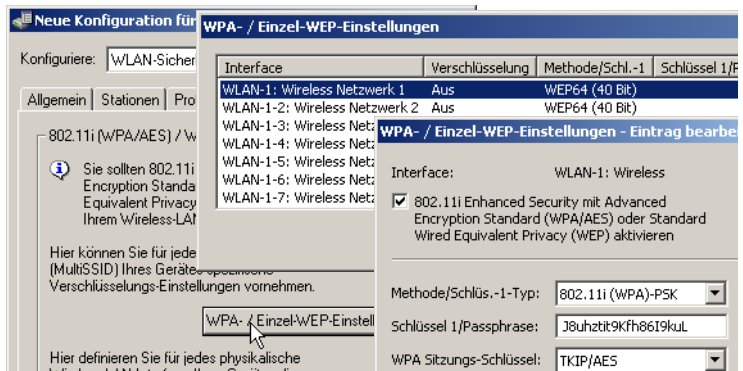 Neue Konfiguration für
Konfiguriere: WLAN-Sicher
Allgemein Stationen Pro
802.11i (WPA/AES) / W
Sie sollten 802.11i
Encryption Standa
Equivalent Privacy
Ihrem Wireless-LA
Hier können Sie für jede
(MultiSSID) Ihres Gerätes spezifische
Verschlüsselungs-Einstellungen vornehmen.
WPA- / Einzel-WEP-Einstell
Hier definieren Sie für jedes physikalische
WPA- / Einzel-WEP-Einstellungen
Interface Verschlüsselung Methode/Schl.-1 Schlüssel 1/P
WLAN-1: Wireless Netzwerk 1 Aus WEP64 (40 Bit)
WLAN-1-2: Wireless Netzwerk 2 Aus WEP64 (40 Bit)
WLAN-1-3: Wireless Netz
WLAN-1-4: Wireless Netz
WLAN-1-5: Wireless Netz
WLAN-1-6: Wireless Netz
WLAN-1-7: Wireless Netz
WPA- / Einzel-WEP-Einstellungen - Eintrag bearbe
Interface: WLAN-1: Wireless
802.11i Enhanced Security mit Advanced
Encryption Standard (WPA/AES) oder Standard
Wired Equivalent Privacy (WEP) aktivieren
Methode/Schlüs.-1-Typ: 802.11i (WPA)-PSK
Schlüssel 1/Passphrase: J8uhztit9Kfh86I9kuL
WPA Sitzungs-Schlüssel: TKIP/AES